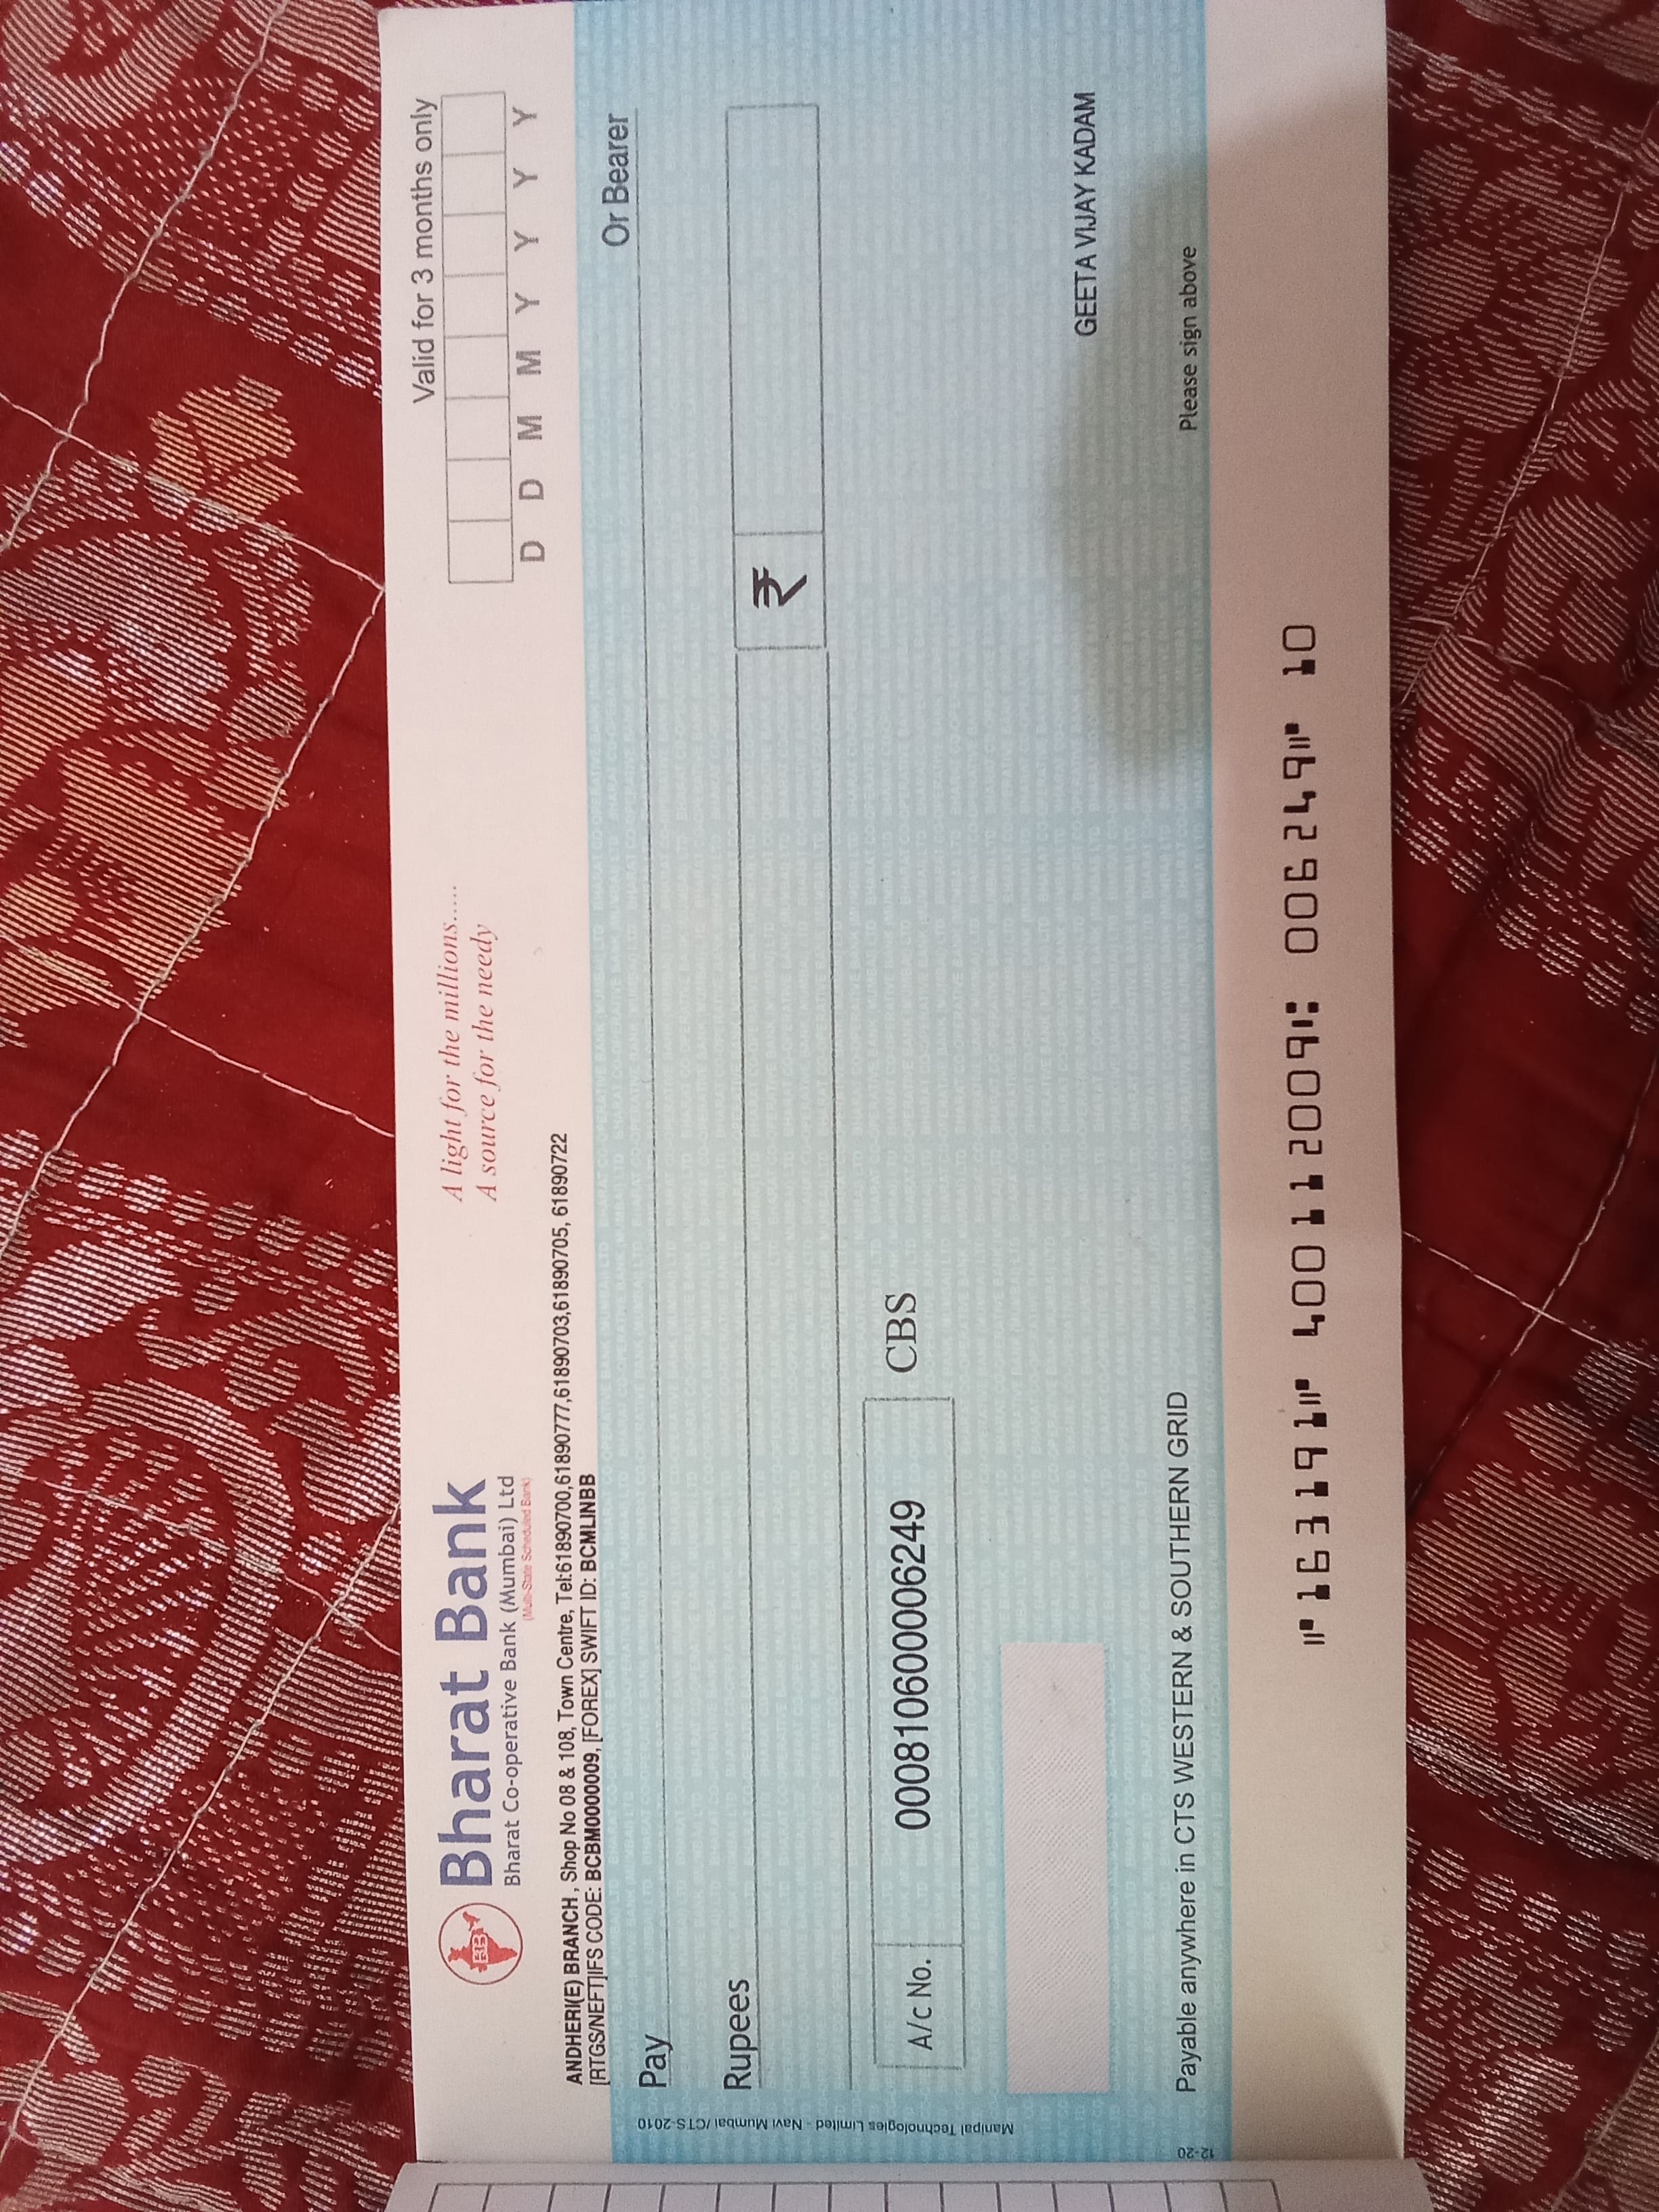 Valid for 3 months only
Bharat Bank
Bharat Co-operative Bank (Mumbai) Ltd
(Multi-State Scheduled Bank)
A light for the millions.....
A source for the needy
D D M M Y Y Y Y
ANDHERI(E) BRANCH, Shop No 08 & 108, Town Centre, Tel:61890700,61890777,61890703,61890705, 61890722
[RTGS/NEFT]IFS CODE: BCBM0000009, [FOREX] SWIFT ID: BCMLINBB
Pay
Or Bearer
Rupees
₹
A/c No.
000810600006249
CBS
GEETA VIJAY KADAM
Payable anywhere in CTS WESTERN & SOUTHERN GRID
Please sign above
Manipal Technologies Limited - Navi Mumbai / CTS-2010
12-20
⑈163191⑈ 400112009⑆ 006249⑈ 10